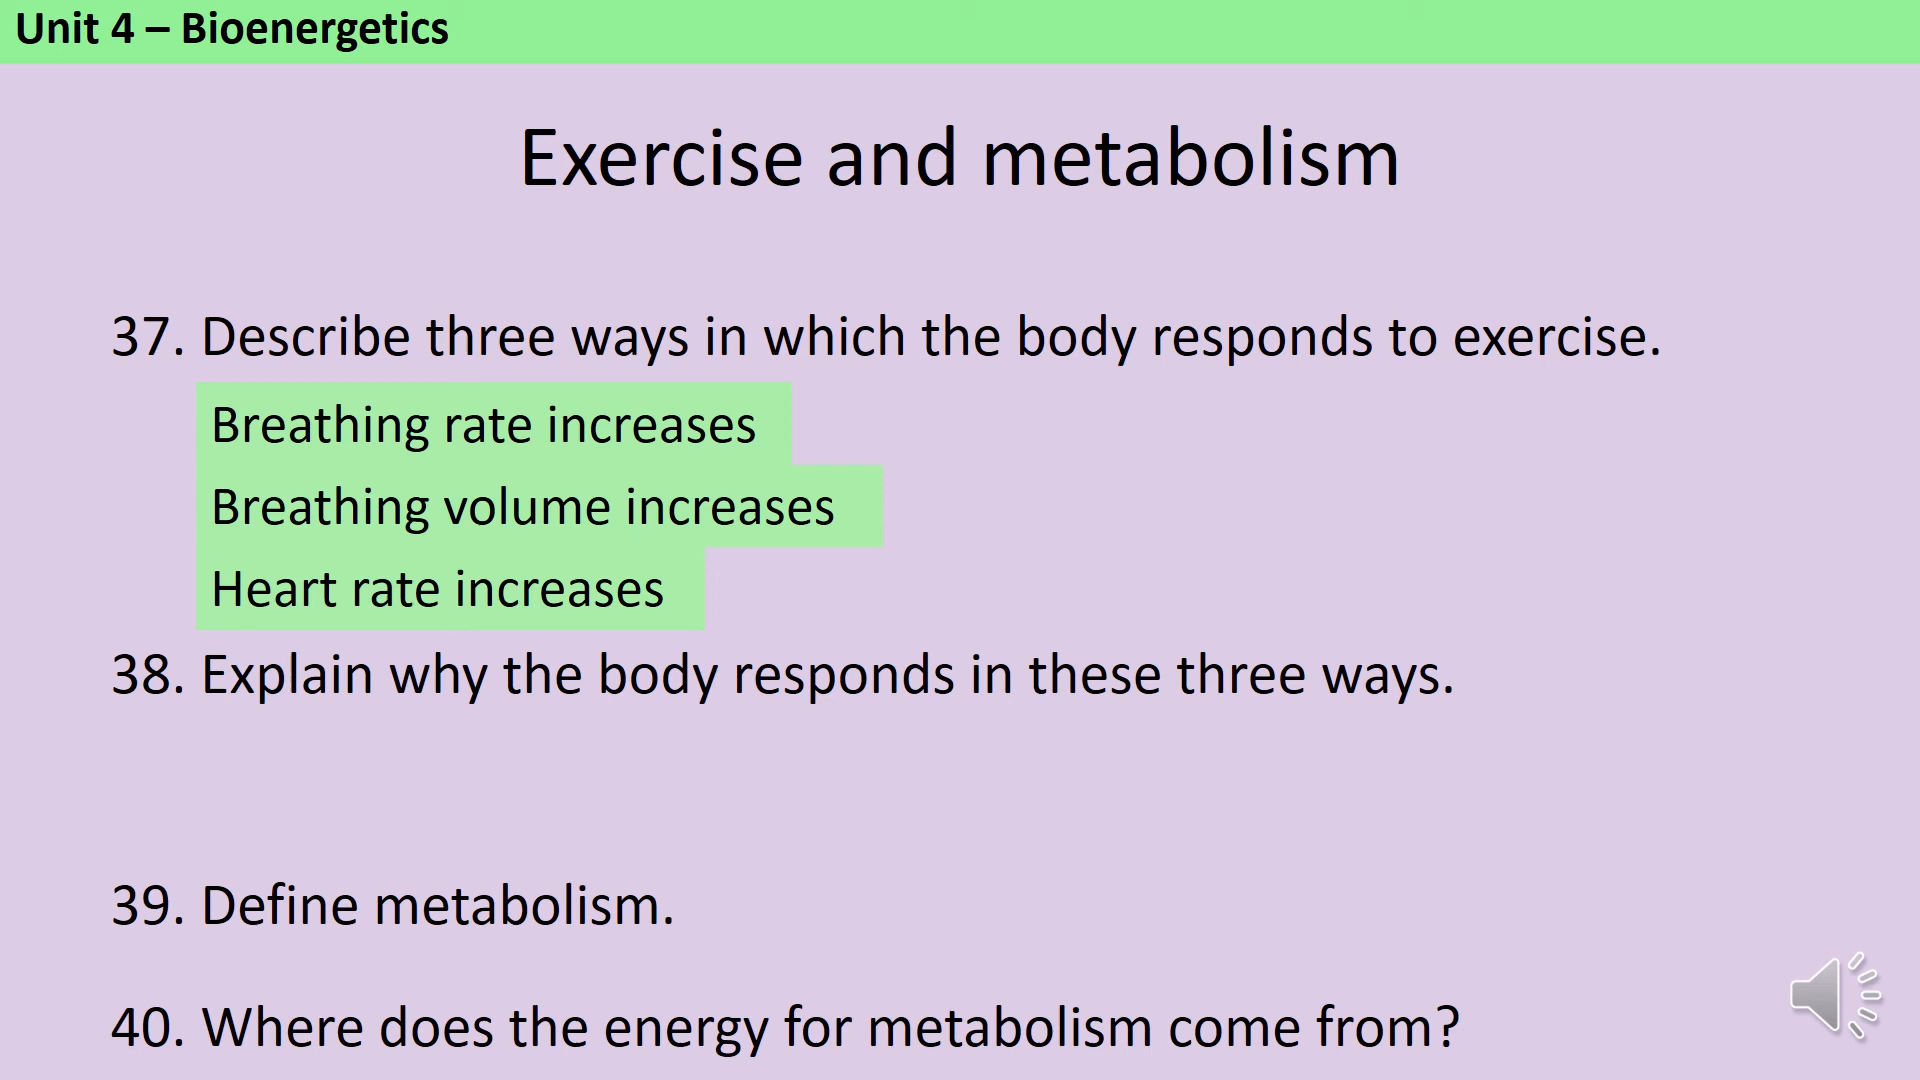 Unit 4 – Bioenergetics
Exercise and metabolism
37. Describe three ways in which the body responds to exercise.
Breathing rate increases
Breathing volume increases
Heart rate increases
38. Explain why the body responds in these three ways.
39. Define metabolism.
40. Where does the energy for metabolism come from?